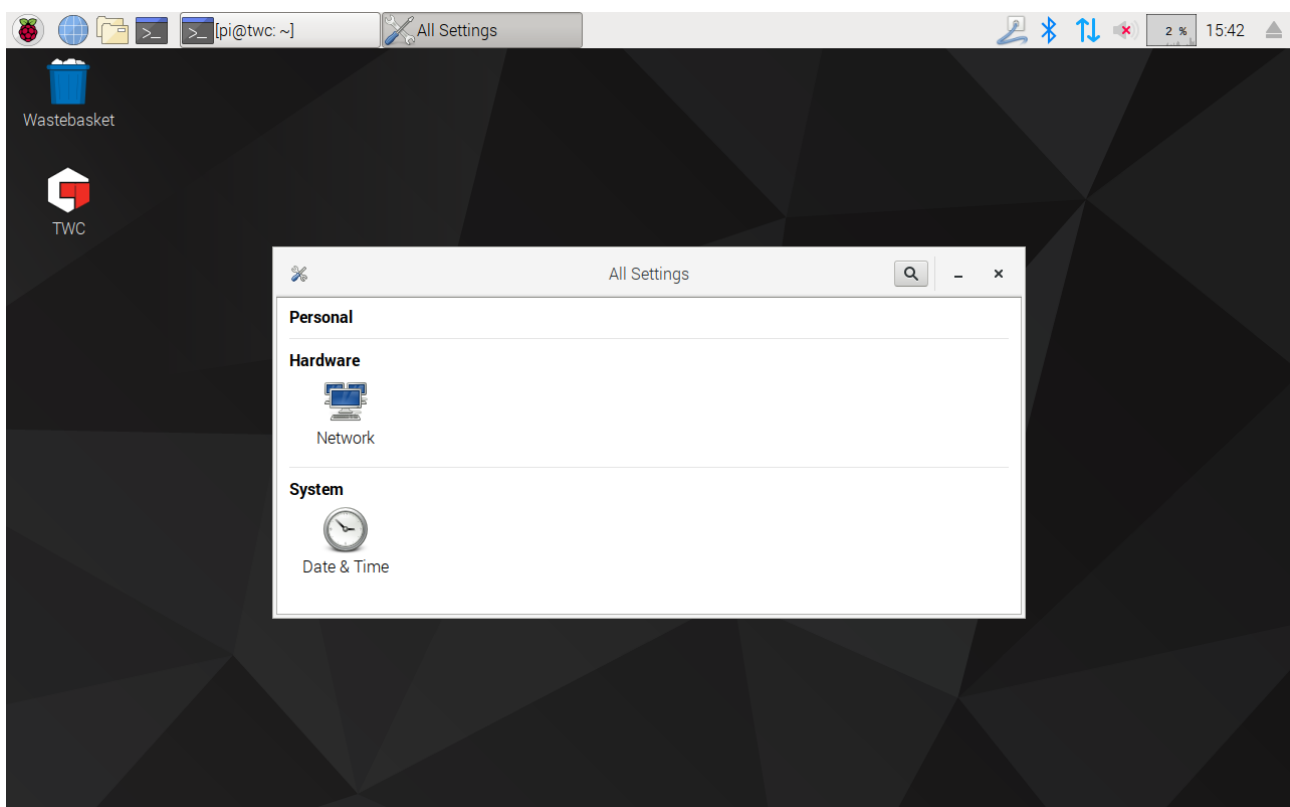 [pi@twc: ~] All Settings 2 % 15:42
Wastebasket
TWC
All Settings
Personal
Hardware
Network
System
Date & Time